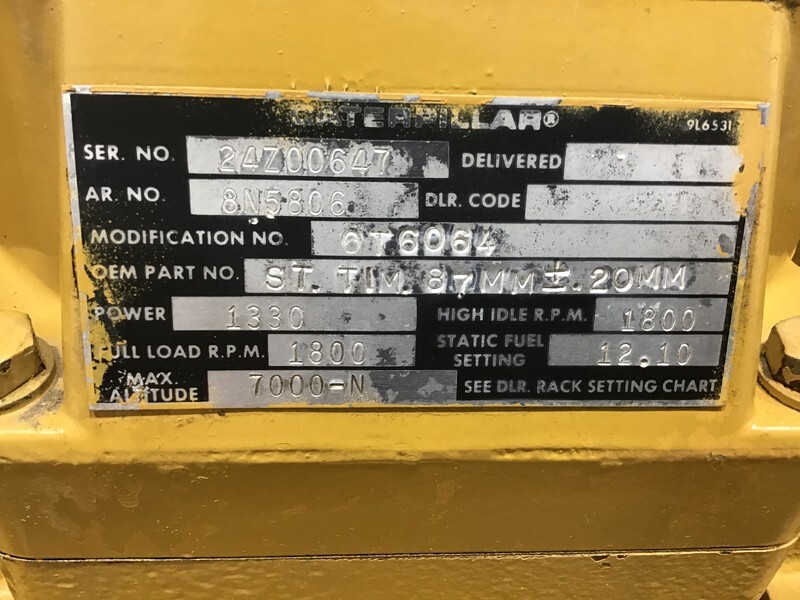 CATERPILLAR®
9L6531
SER. NO. 24Z00647 DELIVERED
AR. NO. 8N5806 DLR. CODE
MODIFICATION NO. 6T6064
OEM PART NO. ST. TIM. 87MM ±.20MM
POWER 1330 HIGH IDLE R.P.M. 1800
FULL LOAD R.P.M. 1800 STATIC FUEL SETTING 12.10
MAX. ALTITUDE 7000-N SEE DLR. RACK SETTING CHART